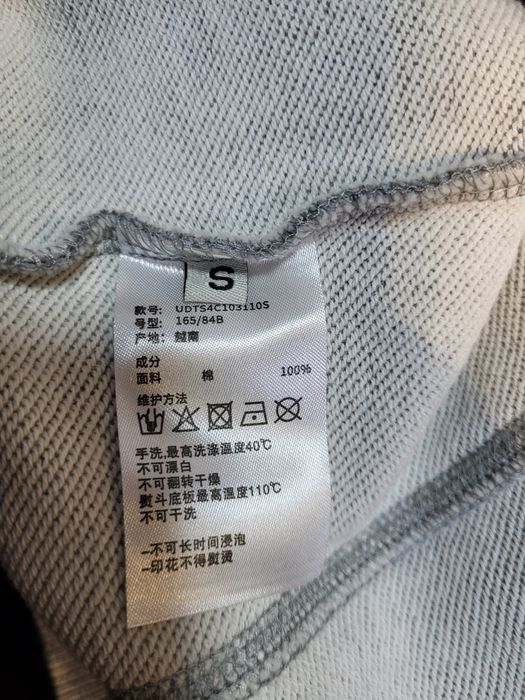 S
款号: UDTS4C103110S
号型: 165/84B
产地: 越南
成分
面料 棉 100%
维护方法
手洗,最高洗涤温度40℃
不可漂白
不可翻转干燥
熨斗底板最高温度110℃
不可干洗
–不可长时间浸泡
–印花不得熨烫